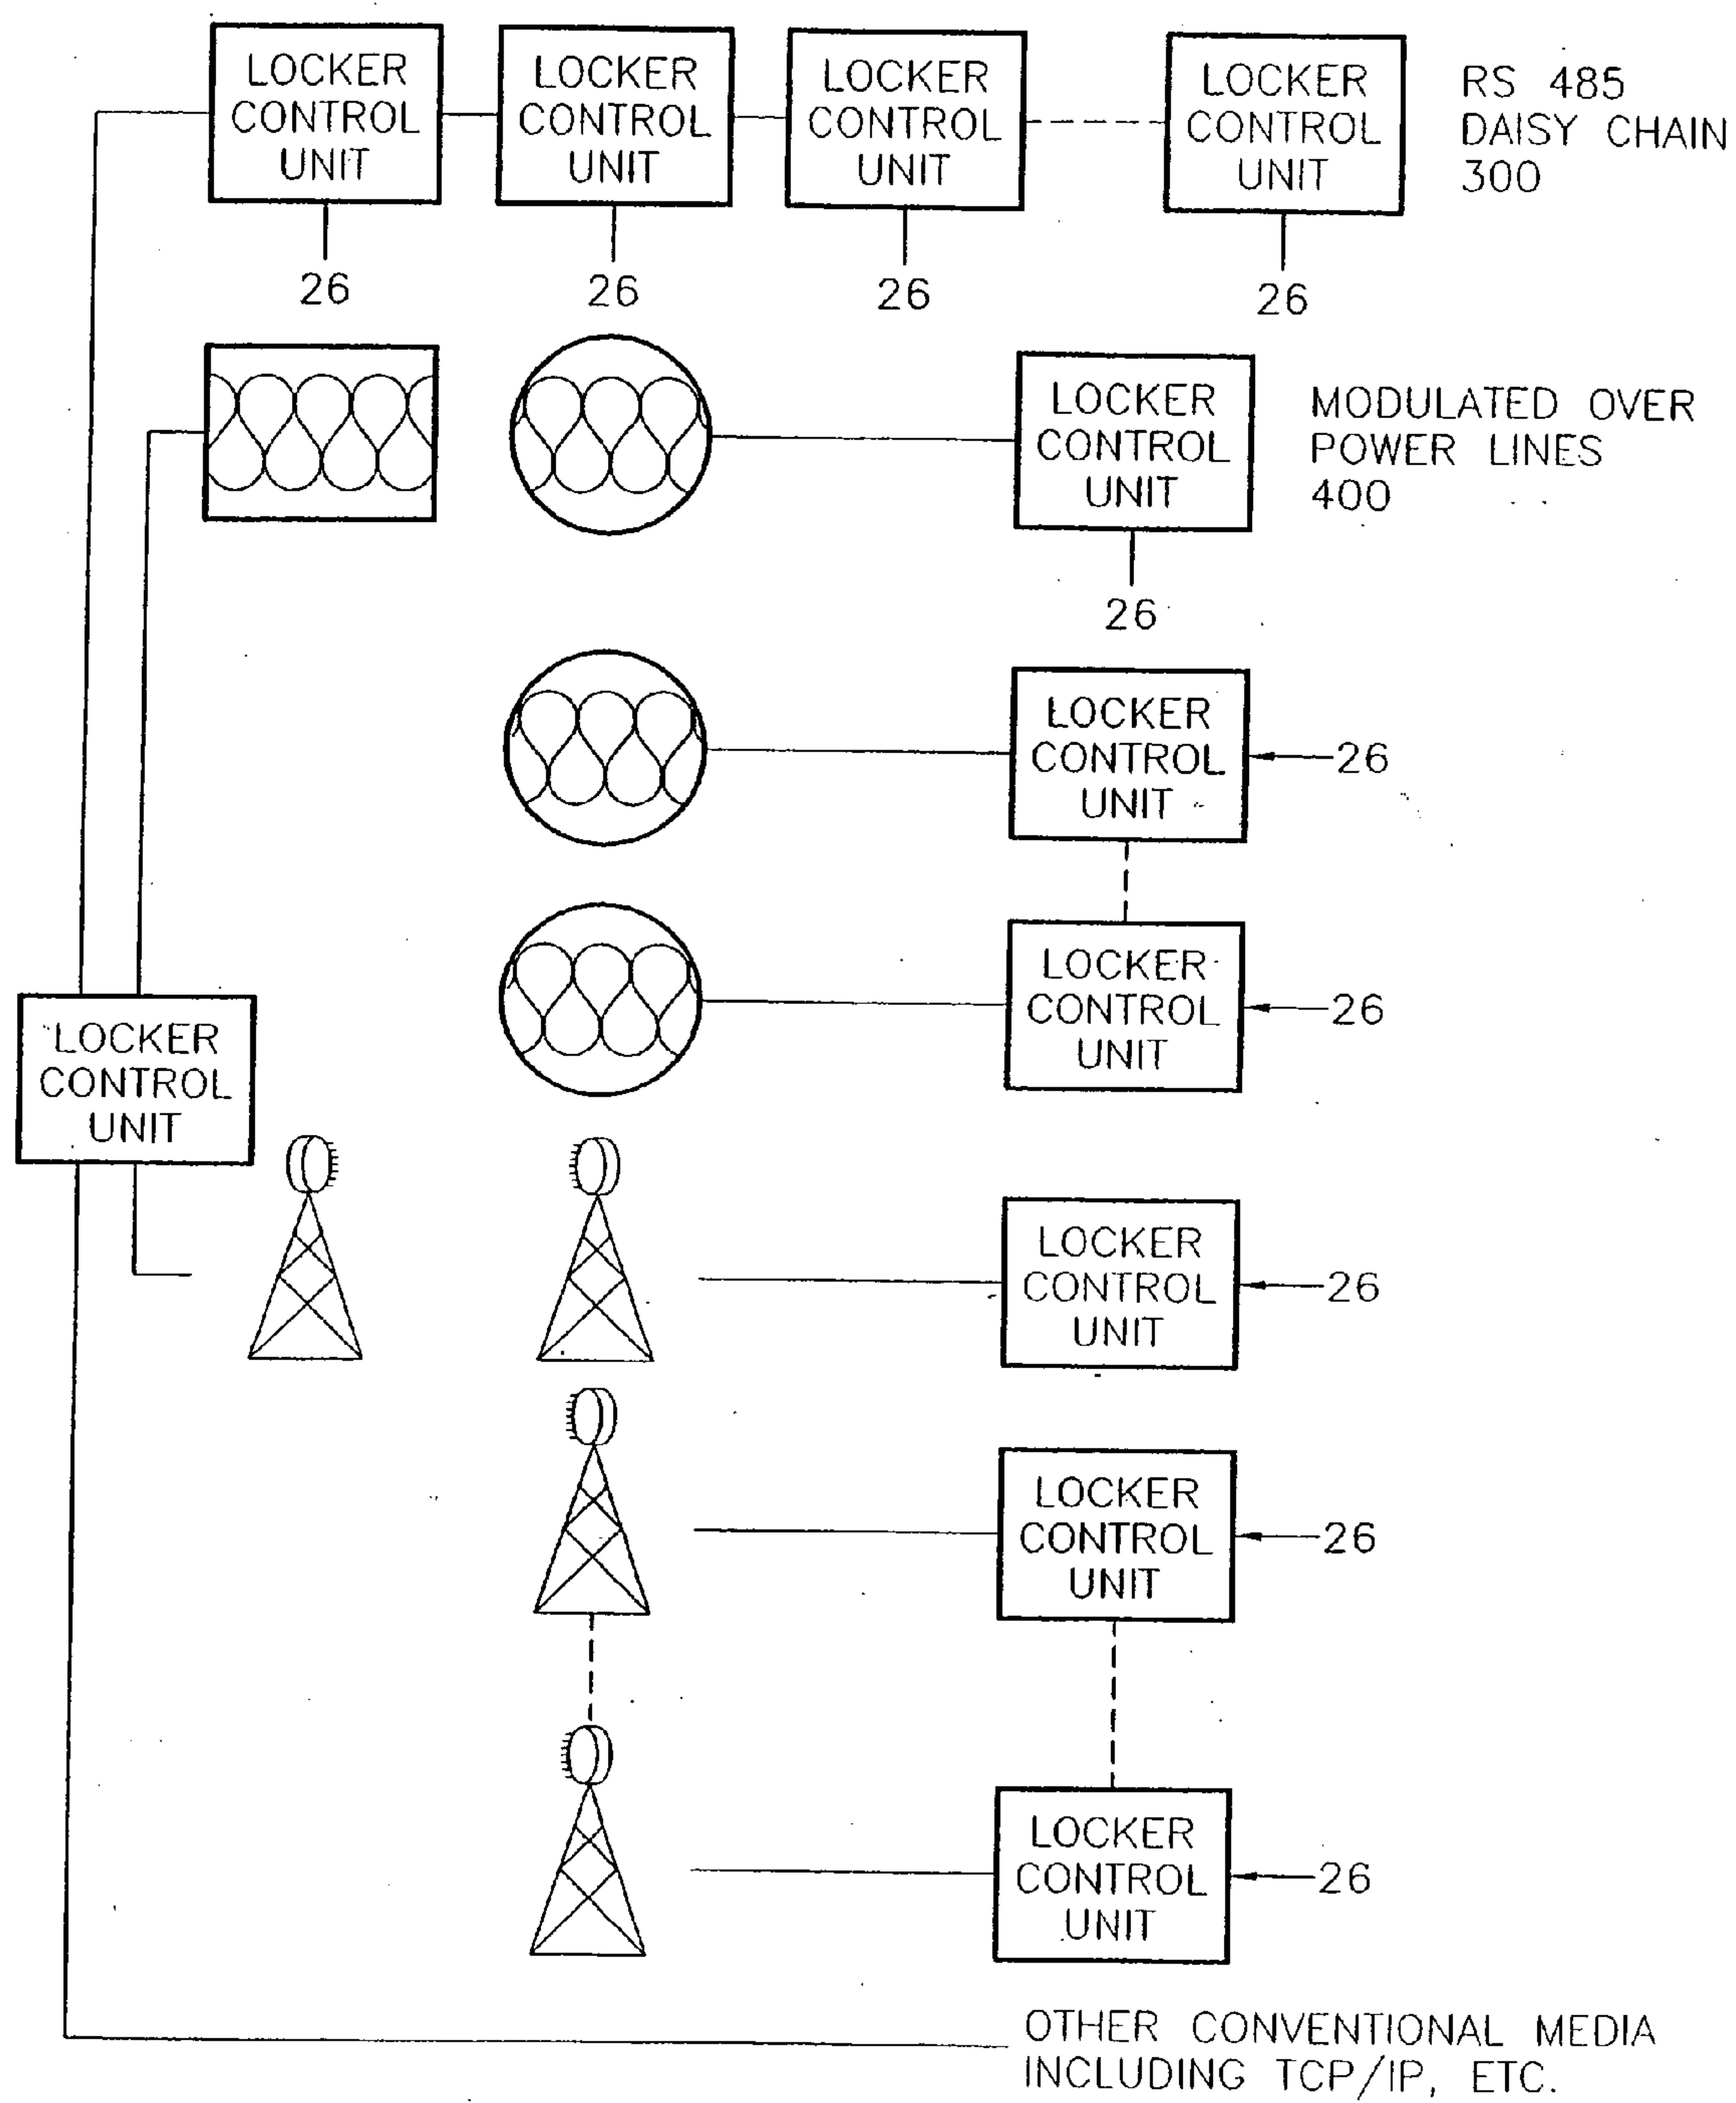 LOCKER
CONTROL
UNIT
LOCKER
CONTROL
UNIT
LOCKER
CONTROL
UNIT
LOCKER
CONTROL
UNIT
RS 485
DAISY CHAIN
300
26
26
26
26
LOCKER
CONTROL
UNIT
MODULATED OVER
POWER LINES
400
26
LOCKER
CONTROL
UNIT
26
LOCKER
CONTROL
UNIT
26
LOCKER
CONTROL
UNIT
LOCKER
CONTROL
UNIT
26
LOCKER
CONTROL
UNIT
26
LOCKER
CONTROL
UNIT
26
OTHER CONVENTIONAL MEDIA
INCLUDING TCP/IP, ETC.